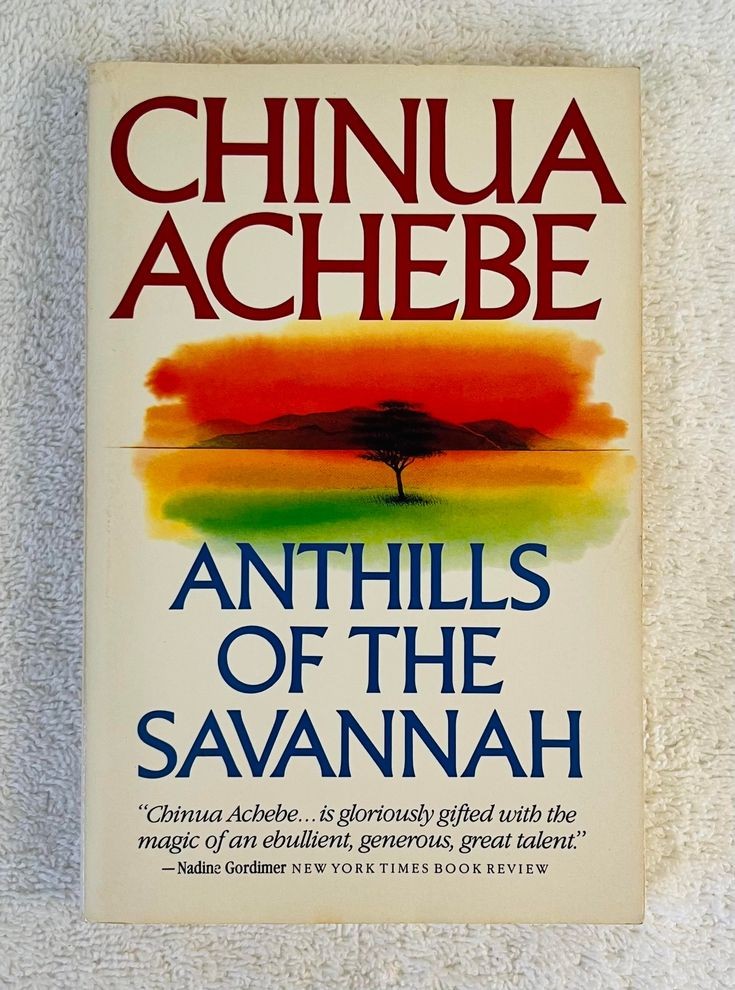 CHINUA
ACHEBE
ANTHILLS
OF THE
SAVANNAH
“Chinua Achebe...is gloriously gifted with the
magic of an ebullient, generous, great talent.”
—Nadine Gordimer NEW YORK TIMES BOOK REVIEW